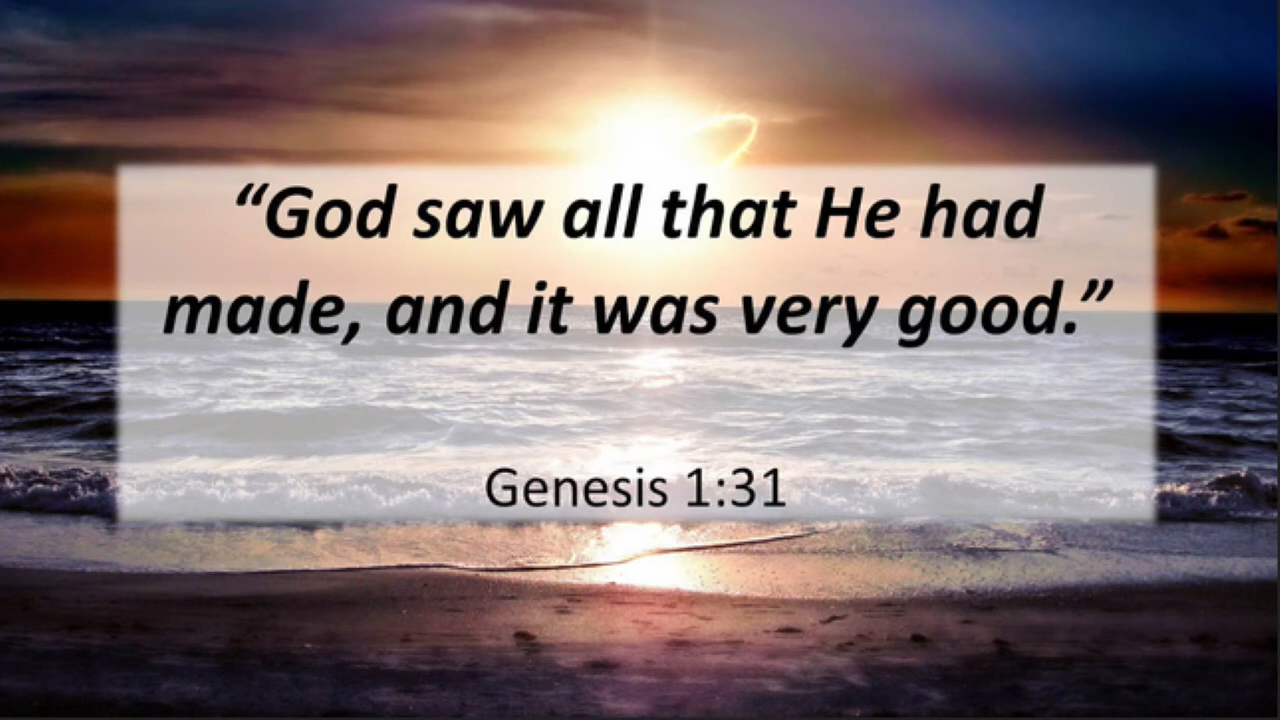 “God saw all that He had
made, and it was very good.”
Genesis 1:31